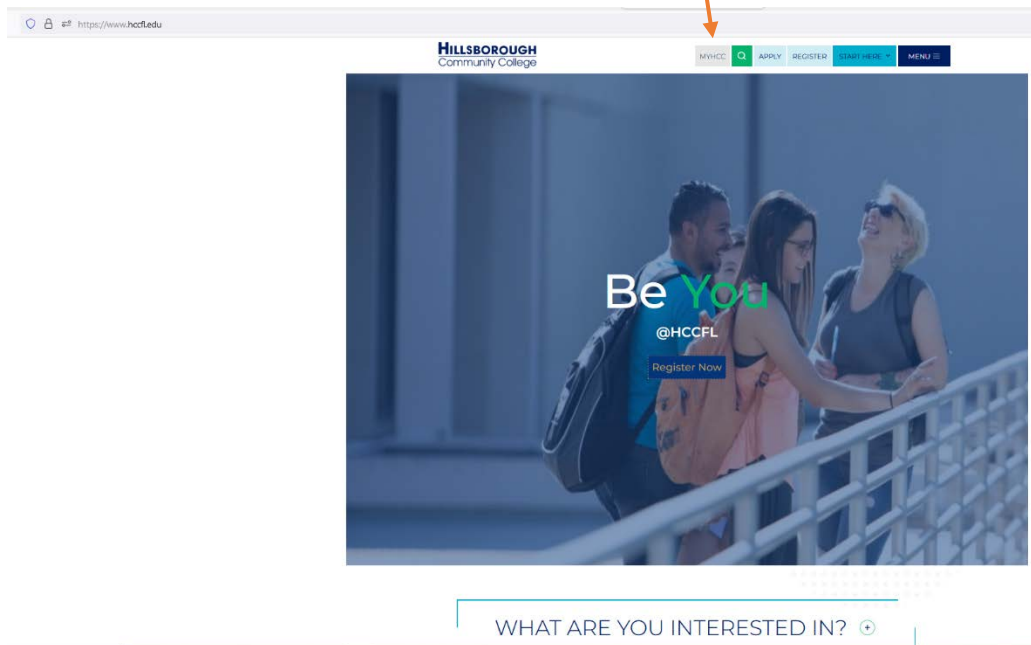 https://www.hccfl.edu
HILLSBOROUGH
Community College
MYHCC APPLY REGISTER START HERE MENU
Be You
@HCCFL
Register Now
WHAT ARE YOU INTERESTED IN?